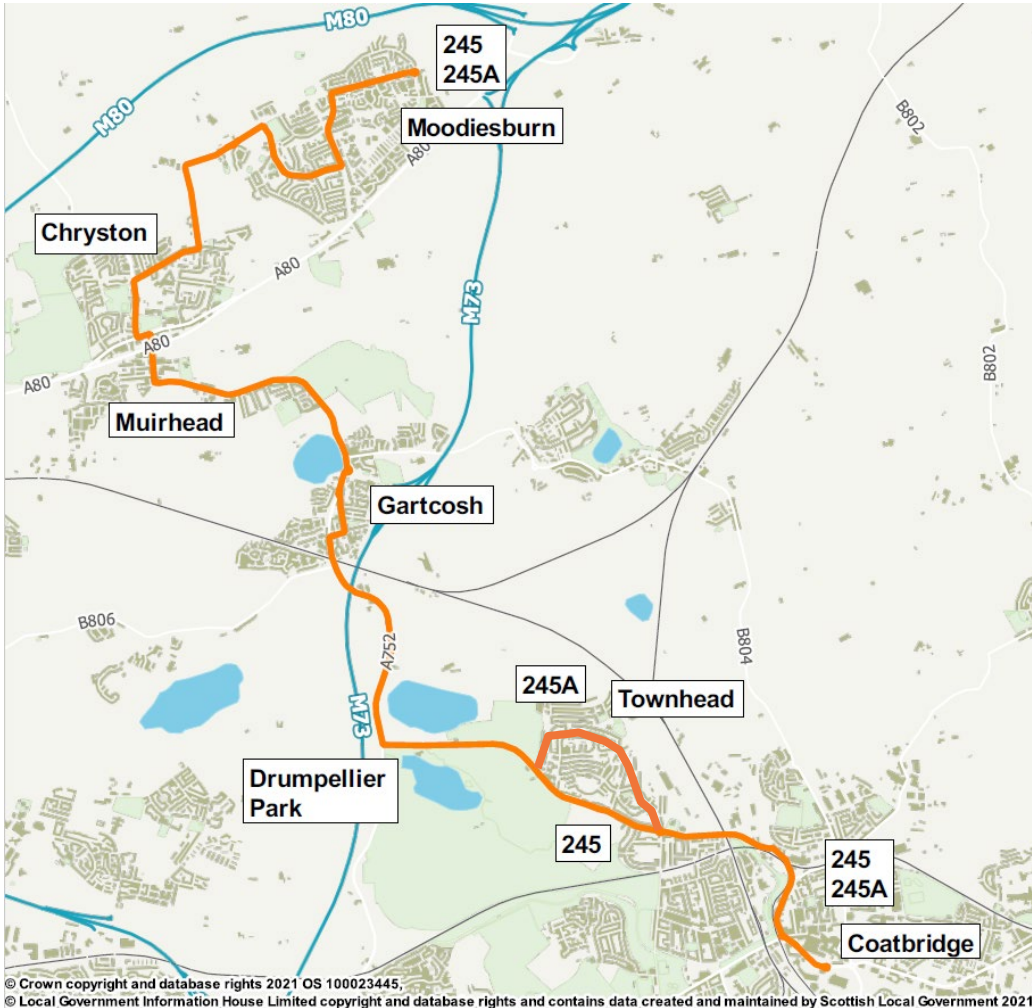 M80
245
245A
M80
B802
Moodiesburn
A80
Chryston
A80
M73
A80
B802
A80
Muirhead
Gartcosh
B806
A752
B804
245A
Townhead
M73
Drumpellier
Park
245
245
245A
Coatbridge
© Crown copyright and database rights 2021 OS 100023445,
© Local Government Information House Limited copyright and database rights and contains data created and maintained by Scottish Local Government 2021